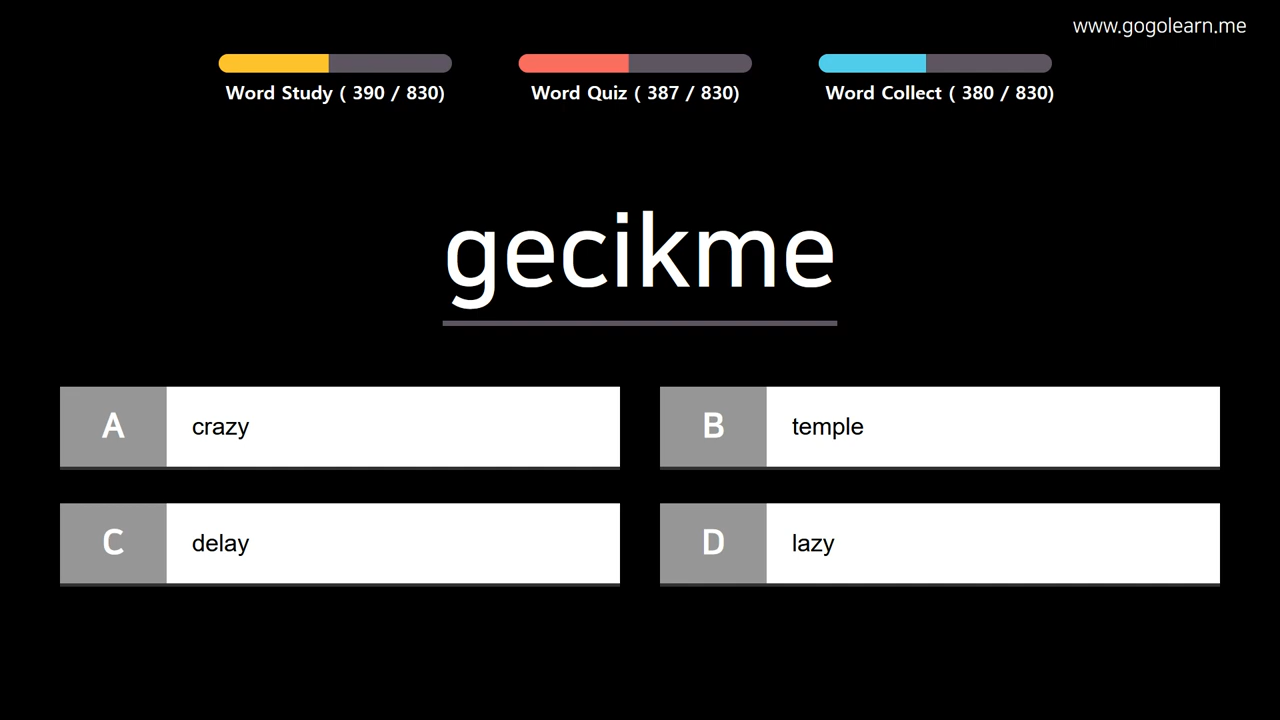 www.gogolearn.me
Word Study ( 390 / 830)
Word Quiz ( 387 / 830)
Word Collect ( 380 / 830)
gecikme
A crazy
B temple
C delay
D lazy